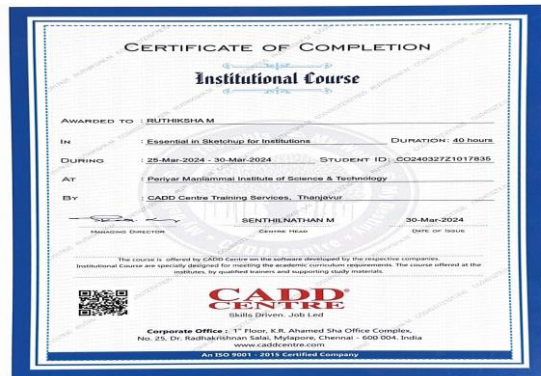 CERTIFICATE OF COMPLETION
Institutional Course
AWARDED TO : RUTHIKSHA M
IN : Essential in Sketchup for Institutions DURATION: 40 hours
DURING : 25-Mar-2024 - 30-Mar-2024 STUDENT ID: CO240327Z1017835
AT : Periyar Maniammai Institute of Science & Technology
BY : CADD Centre Training Services, Thanjavur
SENTHILNATHAN M 30-Mar-2024
MANAGING DIRECTOR CENTRE HEAD DATE OF ISSUE
The course is offered by CADD Centre on the software developed by the respective companies.
Institutional Course are specially designed for meeting the academic curriculum requirements. The course offered at the
institutes, by qualified trainers and supporting study materials.
CADD®
CENTRE
Skills Driven. Job Led
Corporate Office : 1st Floor, K.R. Ahamed Sha Office Complex,
No. 25, Dr. Radhakrishnan Salai, Mylapore, Chennai - 600 004. India
www.caddcentre.com
An ISO 9001 - 2015 Certified Company